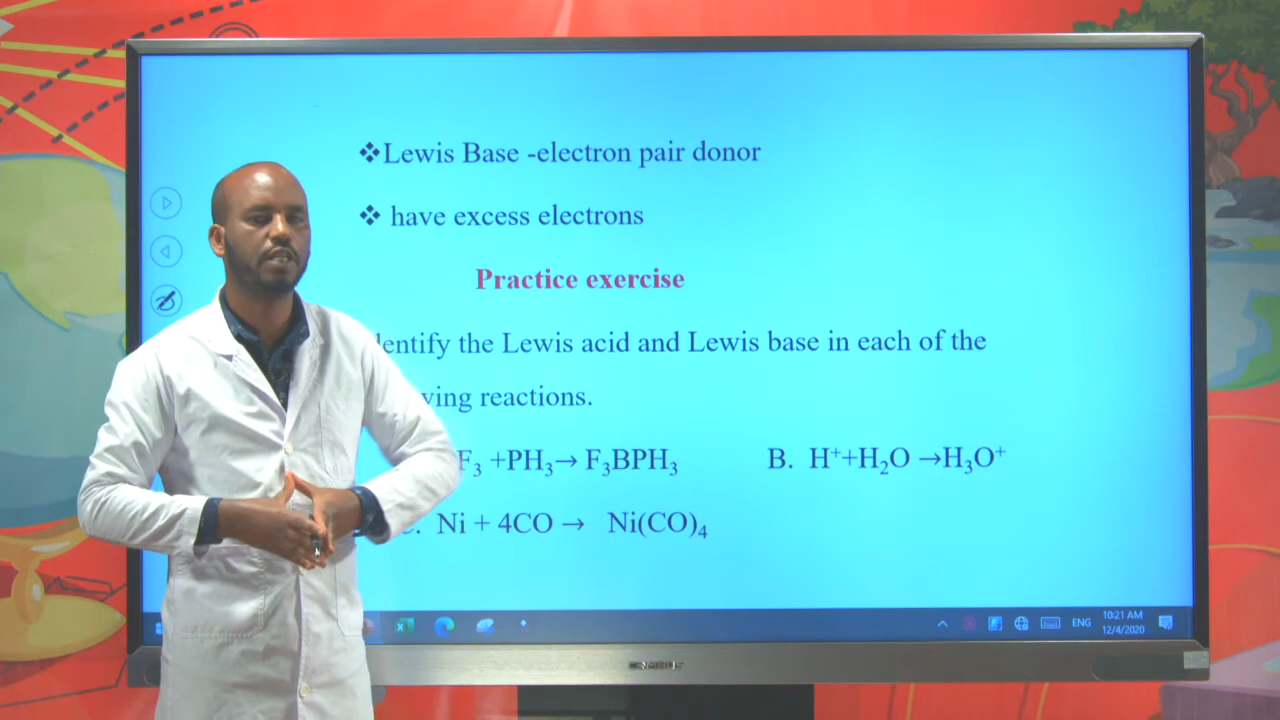 ❖Lewis Base -electron pair donor
❖ have excess electrons
Practice exercise
dentify the Lewis acid and Lewis base in each of the
ving reactions.
F₃ +PH₃→ F₃BPH₃
B. H⁺+H₂O →H₃O⁺
C. Ni + 4CO → Ni(CO)₄
ENG
10:21 AM
12/4/2020